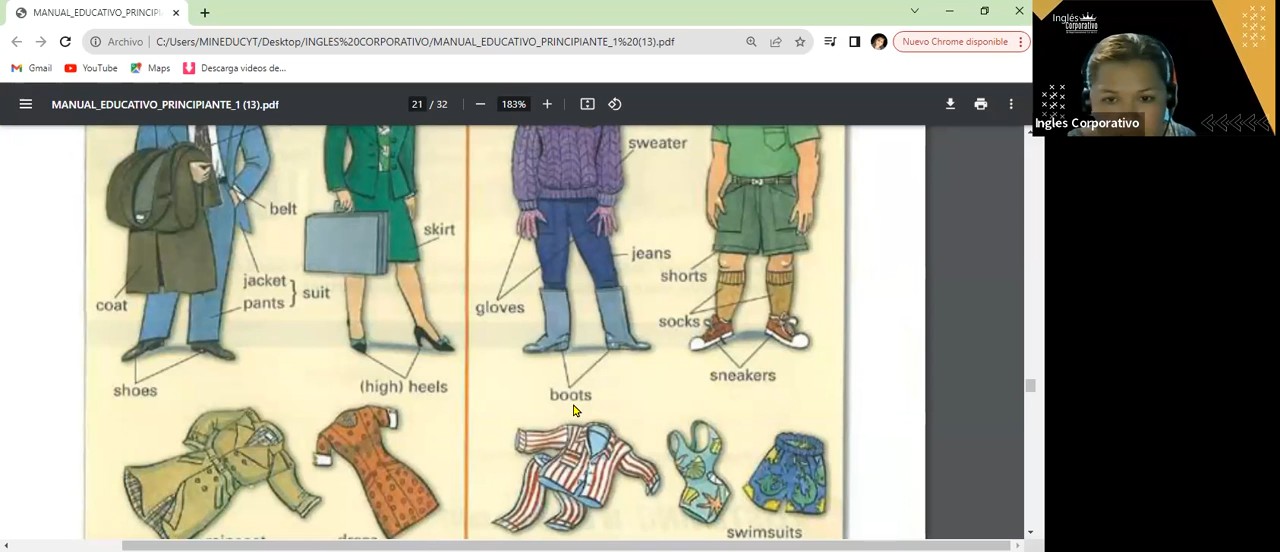 MANUAL_EDUCATIVO_PRINCIPI
Archivo
C:/Users/MINEDUCYT/Desktop/INGLES%20CORPORATIVO/MANUAL_EDUCATIVO_PRINCIPIANTE_1%20(13).pdf
Nuevo Chrome disponible
Gmail
YouTube
Maps
Descarga videos de...
MANUAL_EDUCATIVO_PRINCIPIANTE_1 (13).pdf
21 / 32
183%
Inglés
Corporativo
Ingles Corporativo
sweater
belt
skirt
jeans
jacket
shorts
pants } suit
coat
gloves
socks
sneakers
shoes
(high) heels
boots
swimsuits